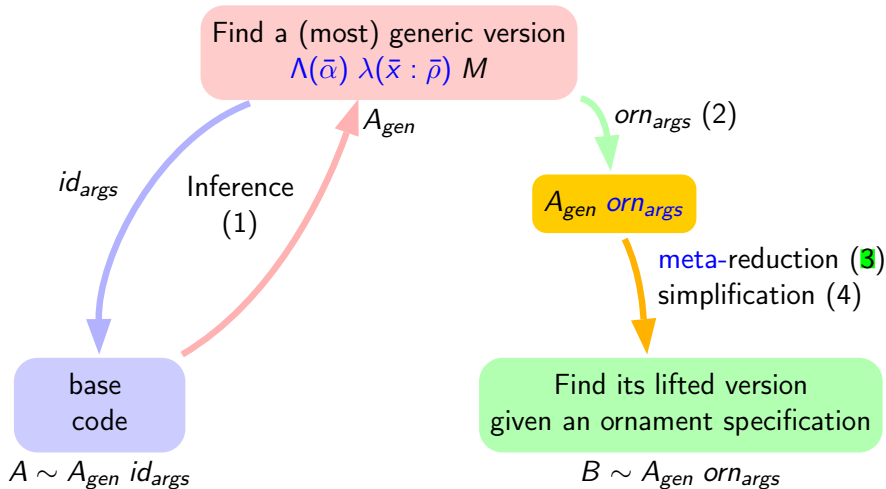 Find a (most) generic version
Λ(ᾱ) λ(x̄ : ρ̄) M
A_gen
orn_args (2)
id_args
Inference
(1)
A_gen orn_args
meta-reduction (3)
simplification (4)
base
code
Find its lifted version
given an ornament specification
A ∼ A_gen id_args
B ∼ A_gen orn_args